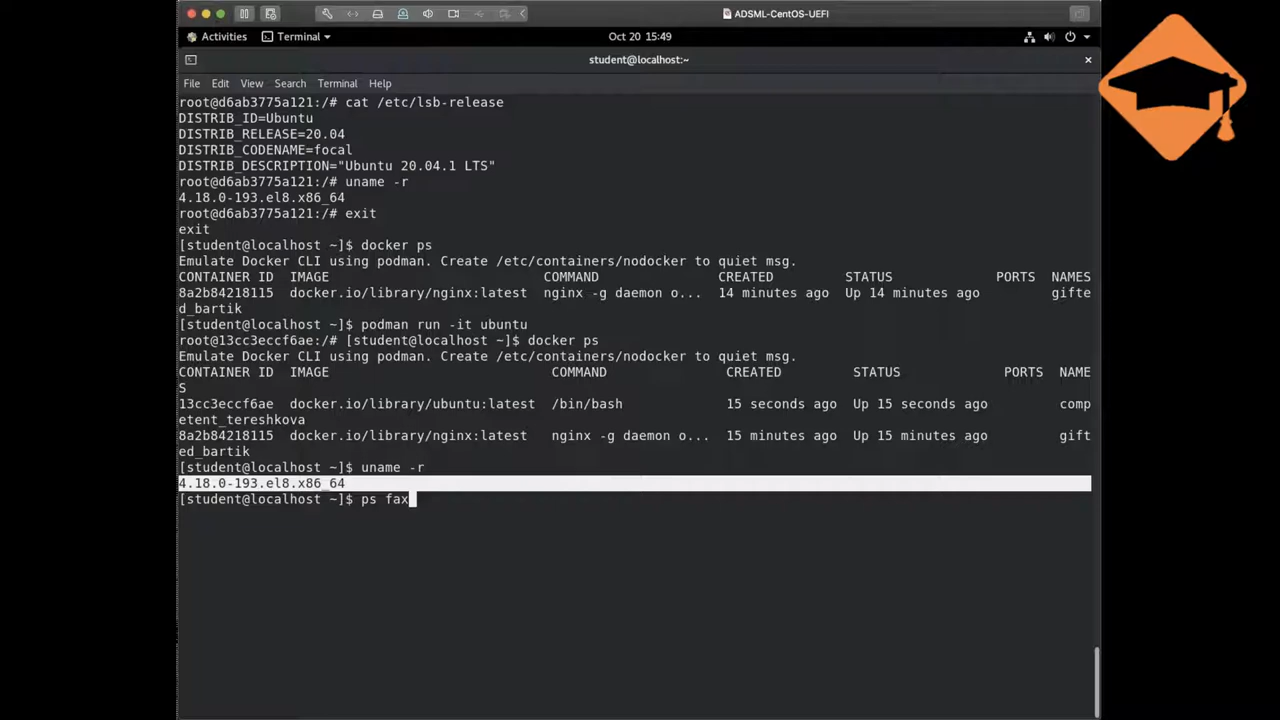 ADSML-CentOS-UEFI
Activities Terminal Oct 20 15:49
student@localhost:~
File Edit View Search Terminal Help
root@d6ab3775a121:/# cat /etc/lsb-release
DISTRIB_ID=Ubuntu
DISTRIB_RELEASE=20.04
DISTRIB_CODENAME=focal
DISTRIB_DESCRIPTION="Ubuntu 20.04.1 LTS"
root@d6ab3775a121:/# uname -r
4.18.0-193.el8.x86_64
root@d6ab3775a121:/# exit
exit
[student@localhost ~]$ docker ps
Emulate Docker CLI using podman. Create /etc/containers/nodocker to quiet msg.
CONTAINER ID  IMAGE                           COMMAND               CREATED         STATUS             PORTS  NAMES
8a2b84218115  docker.io/library/nginx:latest  nginx -g daemon o...  14 minutes ago  Up 14 minutes ago         gifte
d_bartik
[student@localhost ~]$ podman run -it ubuntu
root@13cc3eccf6ae:/# [student@localhost ~]$ docker ps
Emulate Docker CLI using podman. Create /etc/containers/nodocker to quiet msg.
CONTAINER ID  IMAGE                            COMMAND               CREATED         STATUS             PORTS  NAME
S
13cc3eccf6ae  docker.io/library/ubuntu:latest  /bin/bash             15 seconds ago  Up 15 seconds ago         comp
etent_tereshkova
8a2b84218115  docker.io/library/nginx:latest   nginx -g daemon o...  15 minutes ago  Up 15 minutes ago         gift
ed_bartik
[student@localhost ~]$ uname -r
4.18.0-193.el8.x86_64
[student@localhost ~]$ ps fax